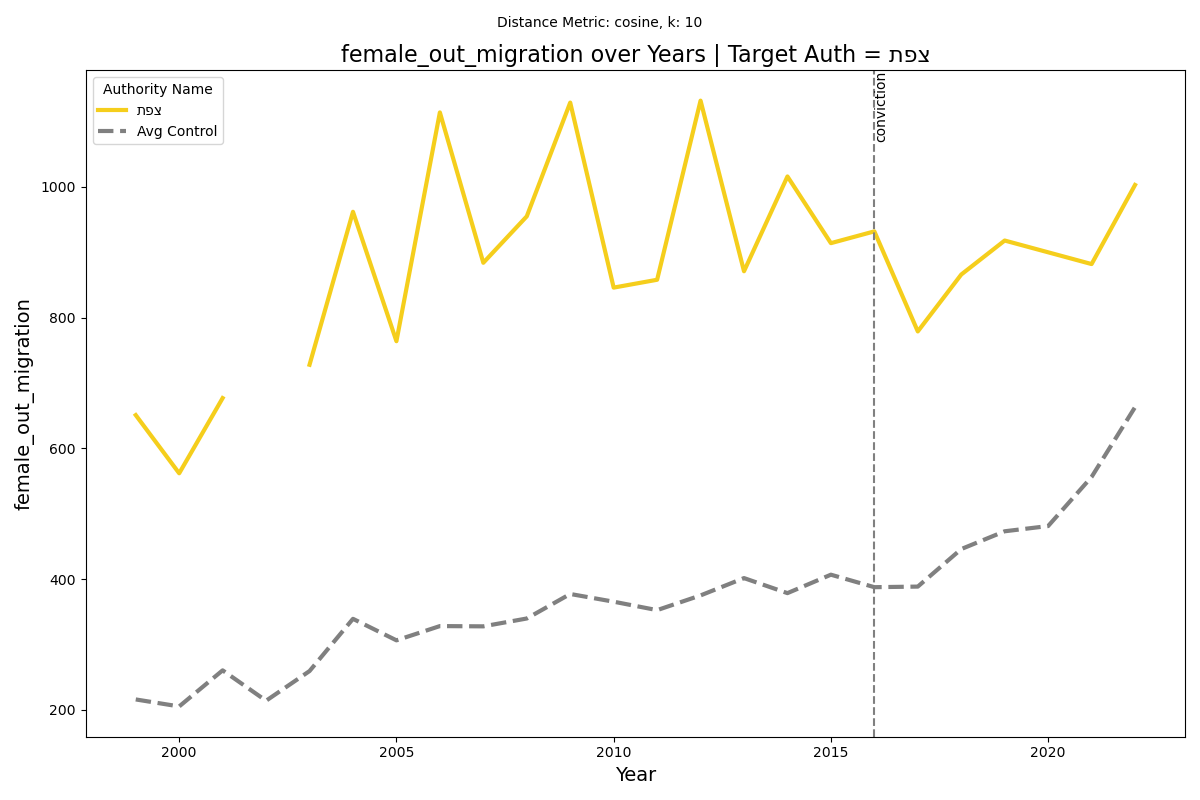 Distance Metric: cosine, k: 10
female_out_migration over Years | Target Auth = צפת
Authority Name
צפת
Avg Control
conviction
female_out_migration
1000
800
600
400
200
2000 2005 2010 2015 2020
Year